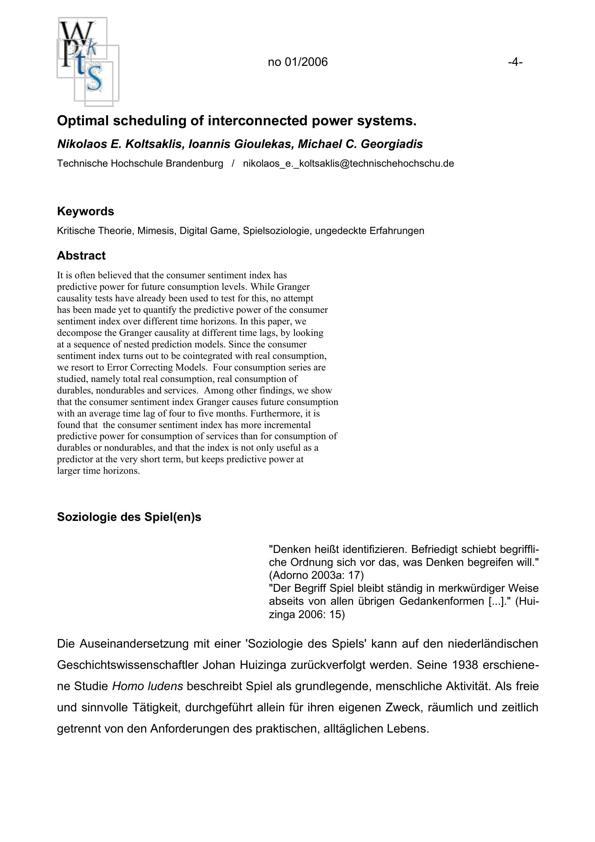 W
P k
t s
S
no 01/2006 -4-
Optimal scheduling of interconnected power systems.
Nikolaos E. Koltsaklis, Ioannis Gioulekas, Michael C. Georgiadis
Technische Hochschule Brandenburg / nikolaos_e._koltsaklis@technischehochschu.de
Keywords
Kritische Theorie, Mimesis, Digital Game, Spielsoziologie, ungedeckte Erfahrungen
Abstract
It is often believed that the consumer sentiment index has
predictive power for future consumption levels. While Granger
causality tests have already been used to test for this, no attempt
has been made yet to quantify the predictive power of the consumer
sentiment index over different time horizons. In this paper, we
decompose the Granger causality at different time lags, by looking
at a sequence of nested prediction models. Since the consumer
sentiment index turns out to be cointegrated with real consumption,
we resort to Error Correcting Models. Four consumption series are
studied, namely total real consumption, real consumption of
durables, nondurables and services. Among other findings, we show
that the consumer sentiment index Granger causes future consumption
with an average time lag of four to five months. Furthermore, it is
found that the consumer sentiment index has more incremental
predictive power for consumption of services than for consumption of
durables or nondurables, and that the index is not only useful as a
predictor at the very short term, but keeps predictive power at
larger time horizons.
Soziologie des Spiel(en)s
"Denken heißt identifizieren. Befriedigt schiebt begriffli-
che Ordnung sich vor das, was Denken begreifen will."
(Adorno 2003a: 17)
"Der Begriff Spiel bleibt ständig in merkwürdiger Weise
abseits von allen übrigen Gedankenformen [...]." (Hui-
zinga 2006: 15)
Die Auseinandersetzung mit einer 'Soziologie des Spiels' kann auf den niederländischen
Geschichtswissenschaftler Johan Huizinga zurückverfolgt werden. Seine 1938 erschiene-
ne Studie Homo ludens beschreibt Spiel als grundlegende, menschliche Aktivität. Als freie
und sinnvolle Tätigkeit, durchgeführt allein für ihren eigenen Zweck, räumlich und zeitlich
getrennt von den Anforderungen des praktischen, alltäglichen Lebens.